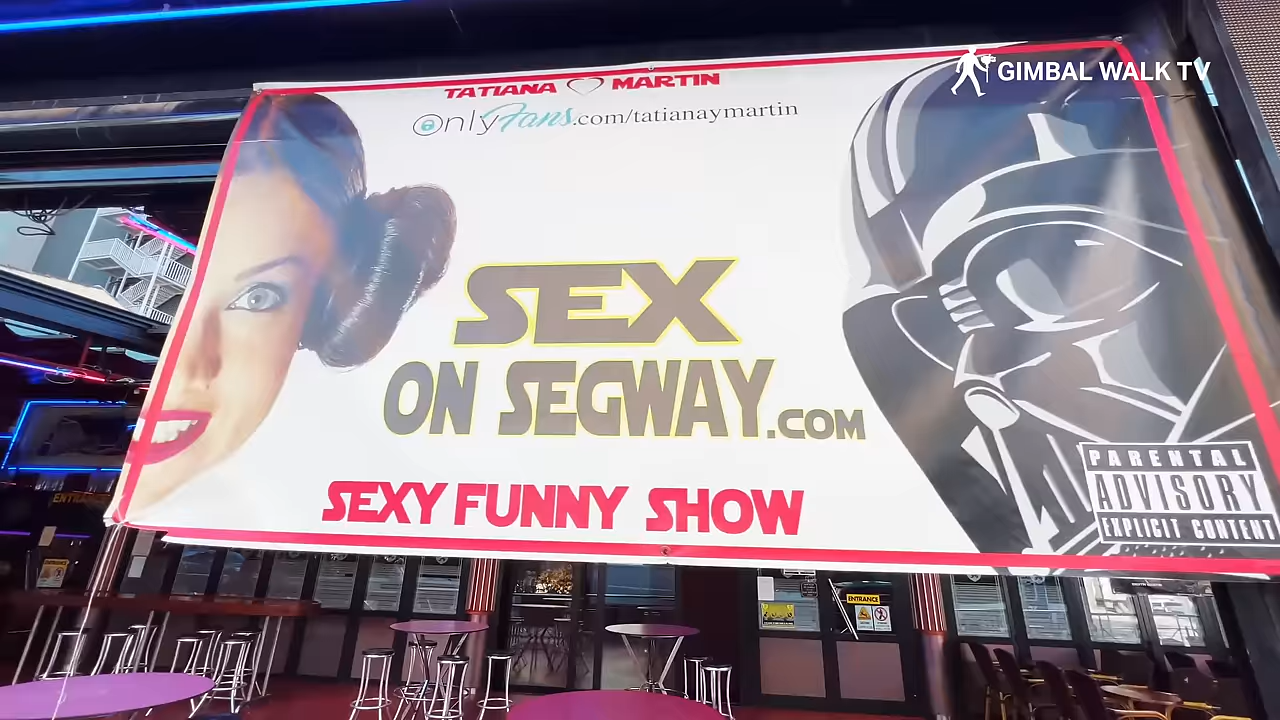 GIMBAL WALK TV
TATIANA MARTIN
OnlyFans.com/tatianaymartin
SEX
ON SEGWAY.COM
SEXY FUNNY SHOW
PARENTAL
ADVISORY
EXPLICIT CONTENT
ENTRANCE
ENTRANCE